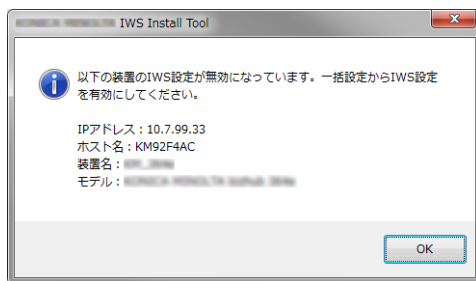 IWS Install Tool
以下の装置のIWS設定が無効になっています。一括設定からIWS設定
を有効にしてください。
IPアドレス：10.7.99.33
ホスト名：KM92F4AC
装置名：
モデル：
OK